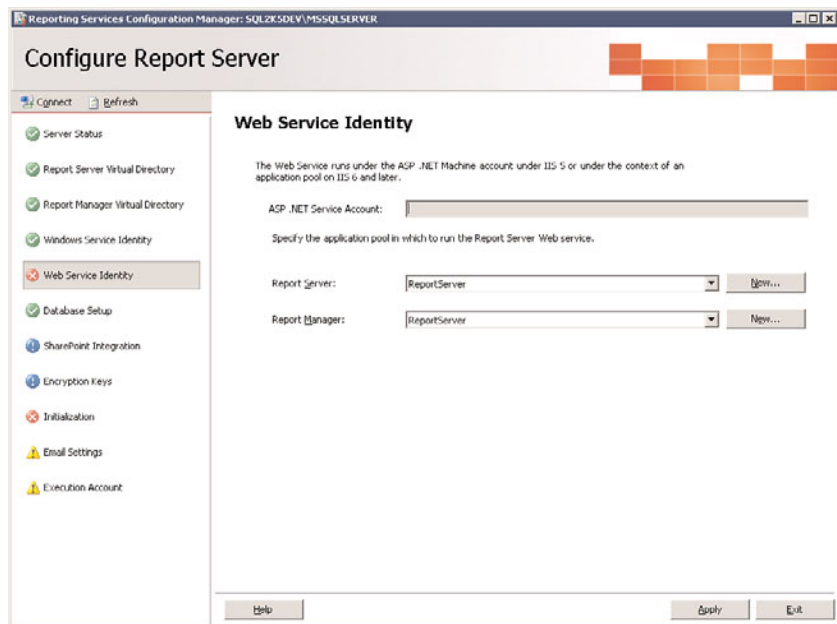 Reporting Services Configuration Manager: SQL2K5DEV\MSSQLSERVER
Configure Report Server
Connect Refresh
Server Status
Report Server Virtual Directory
Report Manager Virtual Directory
Windows Service Identity
Web Service Identity
Database Setup
SharePoint Integration
Encryption Keys
Initialization
Email Settings
Execution Account
Web Service Identity
The Web Service runs under the ASP .NET Machine account under IIS 5 or under the context of an
application pool on IIS 6 and later.
ASP .NET Service Account:
Specify the application pool in which to run the Report Server Web service.
Report Server: ReportServer New...
Report Manager: ReportServer New...
Help Apply Exit